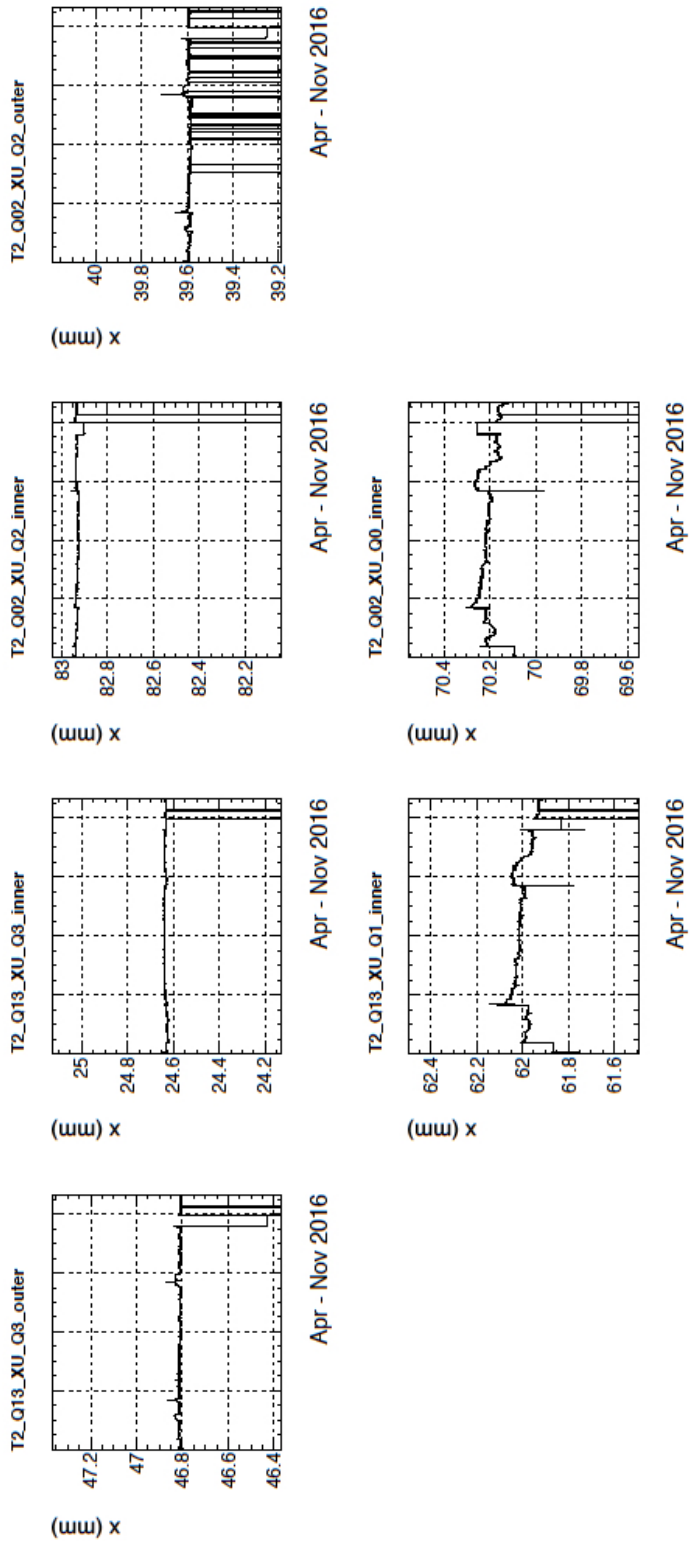 T2_Q13_XU_Q3_outer
x (mm)
47.2
47
46.8
46.6
46.4
Apr - Nov 2016
T2_Q13_XU_Q3_inner
x (mm)
25
24.8
24.6
24.4
24.2
Apr - Nov 2016
T2_Q02_XU_Q2_inner
x (mm)
83
82.8
82.6
82.4
82.2
Apr - Nov 2016
T2_Q02_XU_Q2_outer
x (mm)
40
39.8
39.6
39.4
39.2
Apr - Nov 2016
T2_Q13_XU_Q1_inner
x (mm)
62.4
62.2
62
61.8
61.6
Apr - Nov 2016
T2_Q02_XU_Q0_inner
x (mm)
70.4
70.2
70
69.8
69.6
Apr - Nov 2016